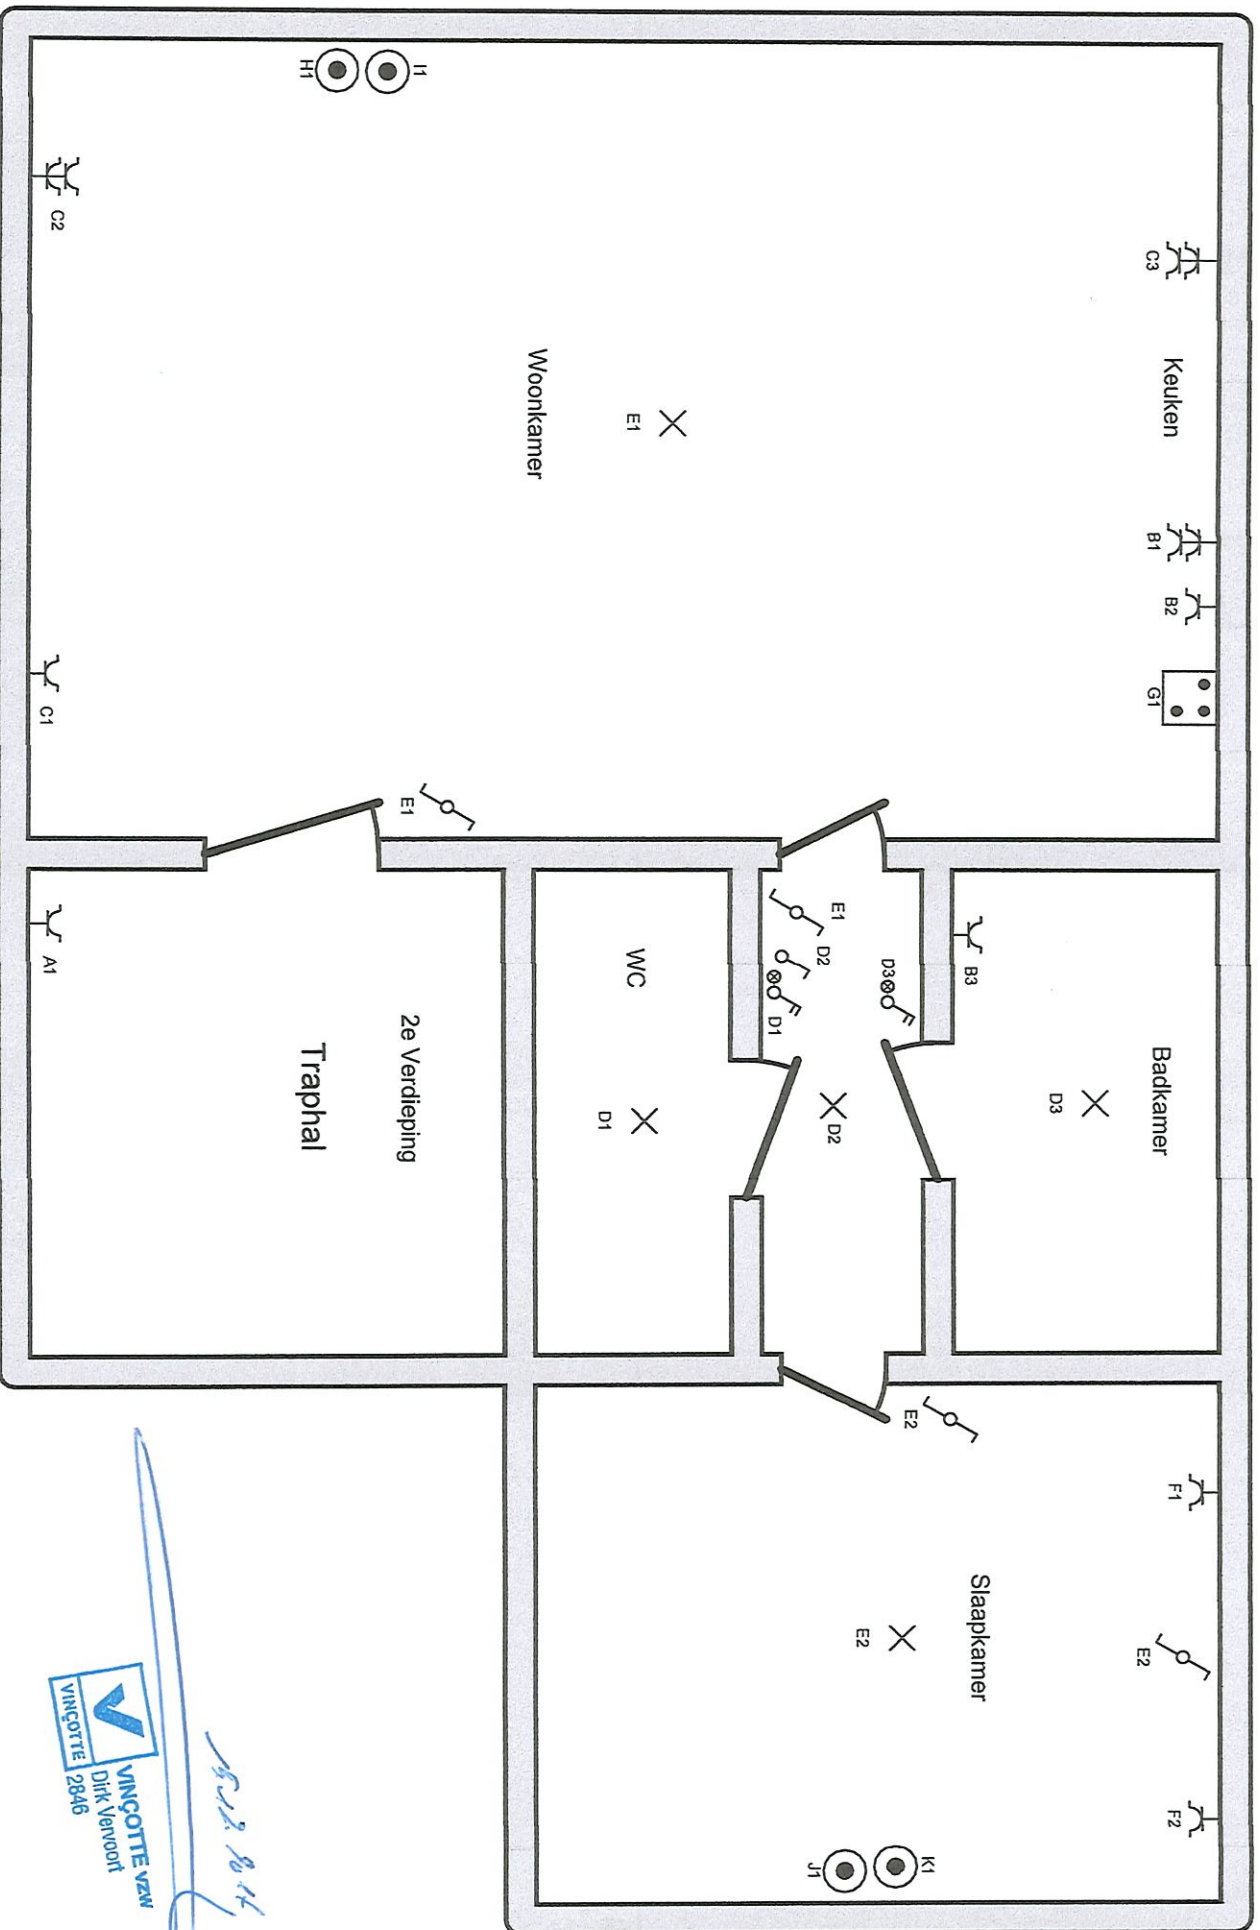 C3
Keuken
B1
B2
G1
I1
H1
E1
Woonkamer
C2
C1
E1
B3
Badkamer
D3
D3
E1
D2
D1
D2
WC
D1
2e Verdieping
Traphal
A1
F1
E2
F2
E2
Slaapkamer
E2
K1
J1
VINÇOTTE vzw
Dirk Vervoort
VINÇOTTE 2846